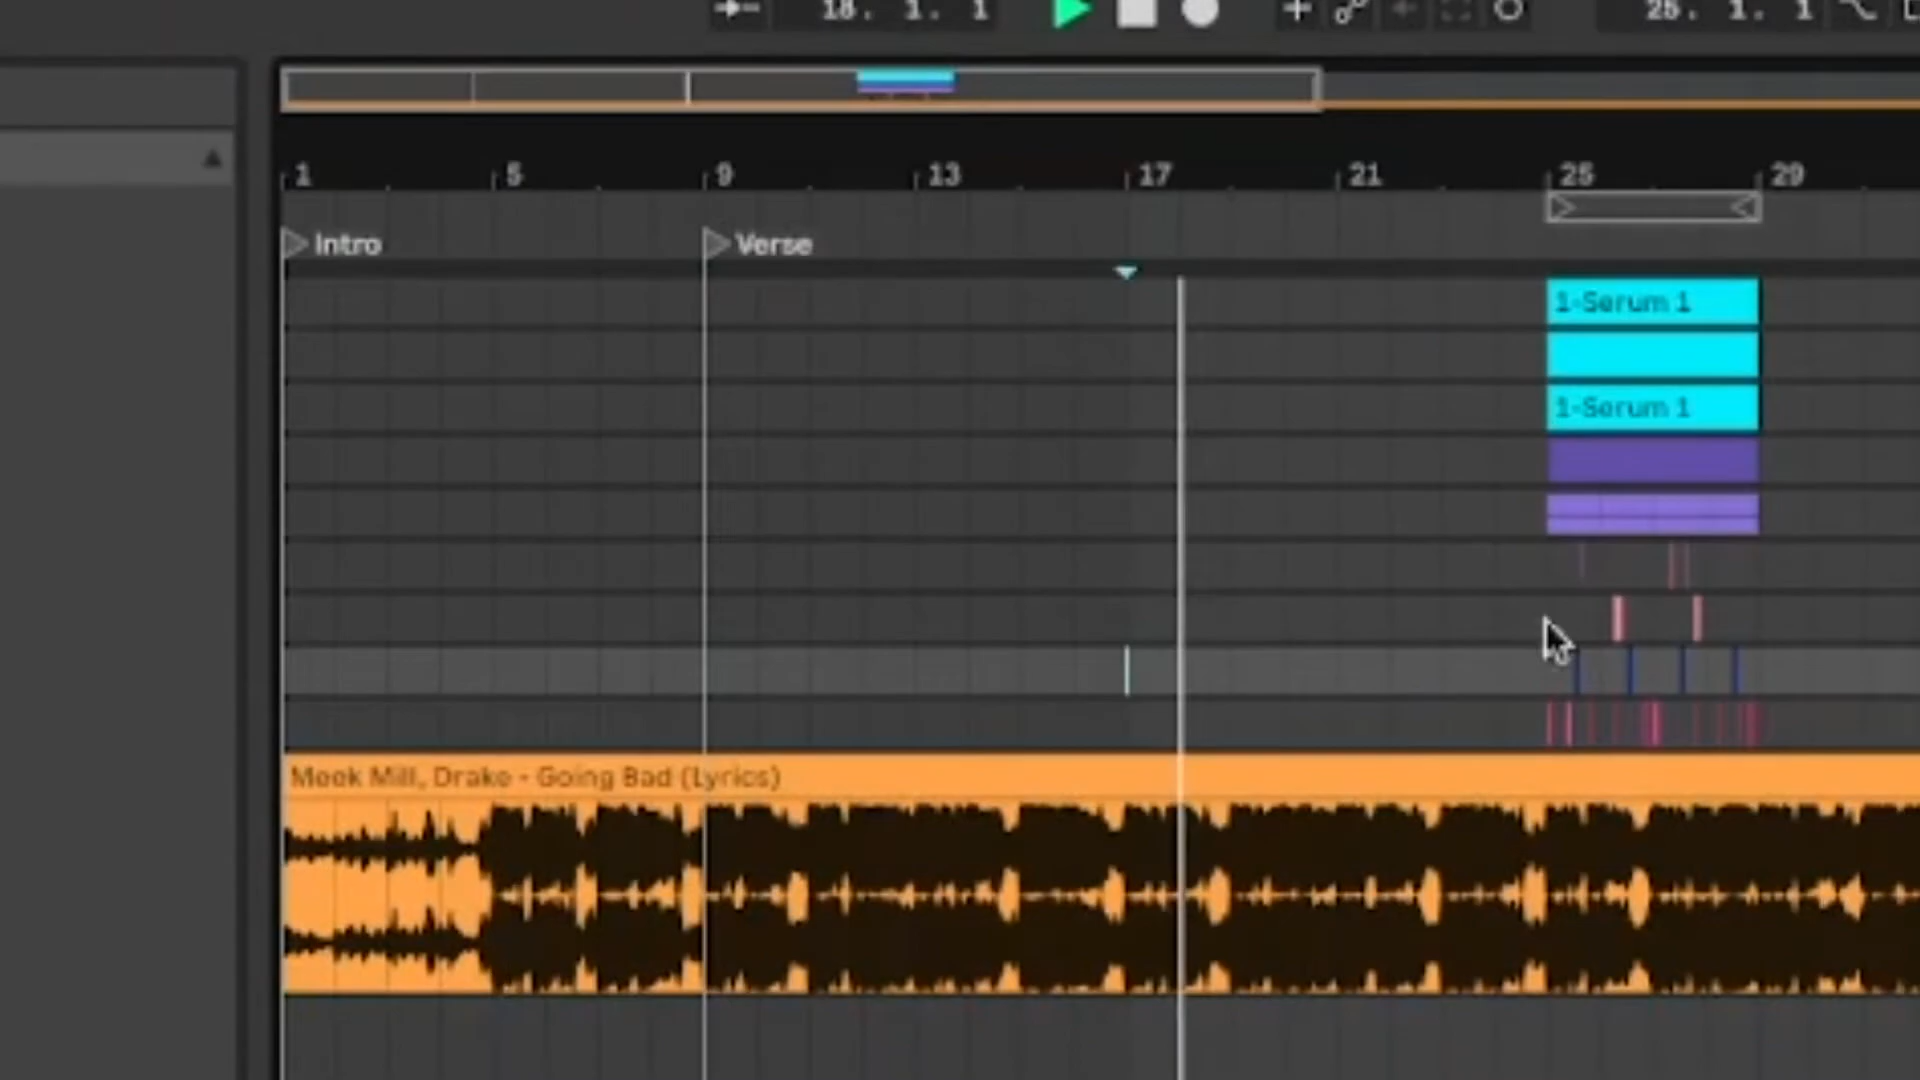 18. 1. 1
25. 1. 1
1 5 9 13 17 21 25 29
Intro Verse
1-Serum 1
1-Serum 1
Meek Mill, Drake - Going Bad (Lyrics)